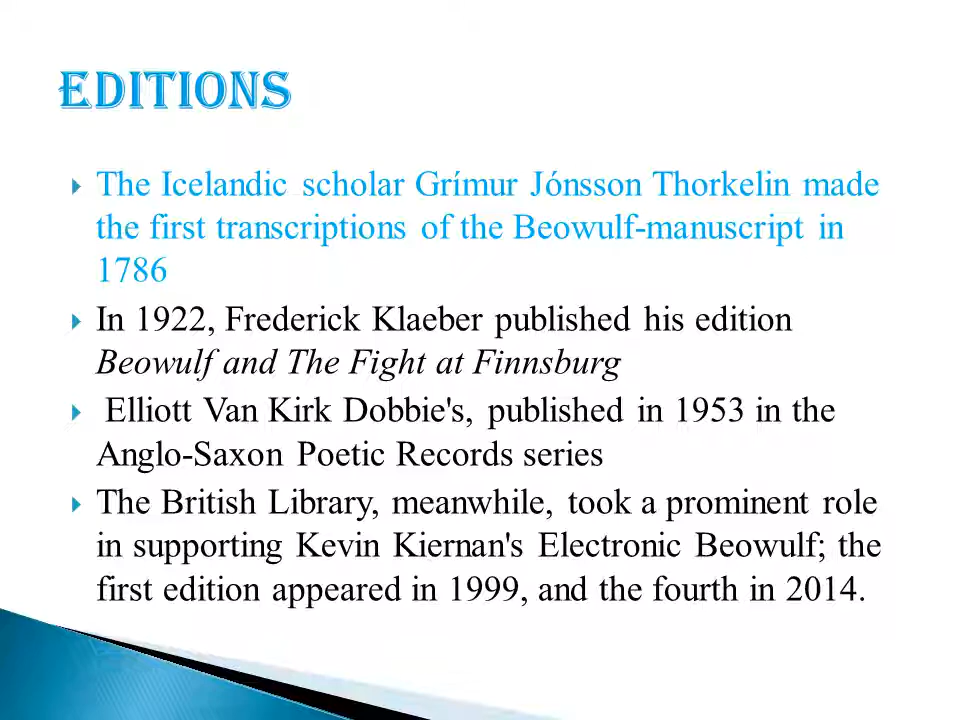 EDITIONS
The Icelandic scholar Grímur Jónsson Thorkelin made
the first transcriptions of the Beowulf-manuscript in
1786
In 1922, Frederick Klaeber published his edition
Beowulf and The Fight at Finnsburg
Elliott Van Kirk Dobbie's, published in 1953 in the
Anglo-Saxon Poetic Records series
The British Library, meanwhile, took a prominent role
in supporting Kevin Kiernan's Electronic Beowulf; the
first edition appeared in 1999, and the fourth in 2014.